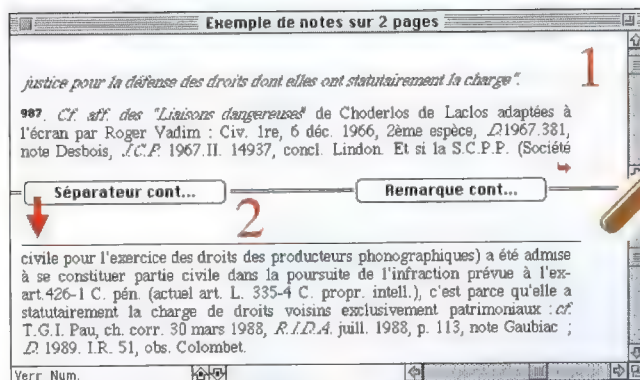 Exemple de notes sur 2 pages
1
justice pour la défense des droits dont elles ont statutairement la charge".
987. Cf. aff. des "Liaisons dangereuses" de Choderlos de Laclos adaptées à
l'écran par Roger Vadim : Civ. 1re, 6 déc. 1966, 2ème espèce, D.1967.381,
note Desbois, J.C.P. 1967.II. 14937, concl. Lindon. Et si la S.C.P.P. (Société
Séparateur cont... Remarque cont...
2
civile pour l'exercice des droits des producteurs phonographiques) a été admise
à se constituer partie civile dans la poursuite de l'infraction prévue à l'ex-
art.426-1 C. pén. (actuel art. L. 335-4 C. propr. intell.), c'est parce qu'elle a
statutairement la charge de droits voisins exclusivement patrimoniaux : cf.
T.G.I. Pau, ch. corr. 30 mars 1988, R.I.D.A. juill. 1988, p. 113, note Gaubiac ;
D. 1989. I.R. 51, obs. Colombet.
Verr Num.